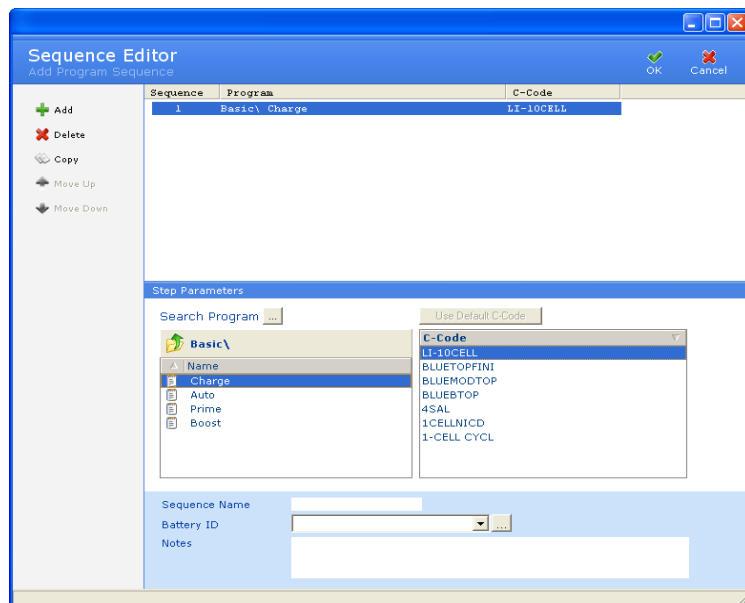 Sequence Editor
Add Program Sequence
OK Cancel
Add
Delete
Copy
Move Up
Move Down
Sequence Program C-Code
1 Basic\ Charge LI-10CELL
Step Parameters
Search Program ...
Use Default C-Code
Basic\
Name
Charge
Auto
Prime
Boost
C-Code
LI-10CELL
BLUETOPFINI
BLUEMODTOP
BLUEBTOP
4SAL
1CELLNICD
1-CELL CYCL
Sequence Name
Battery ID ...
Notes